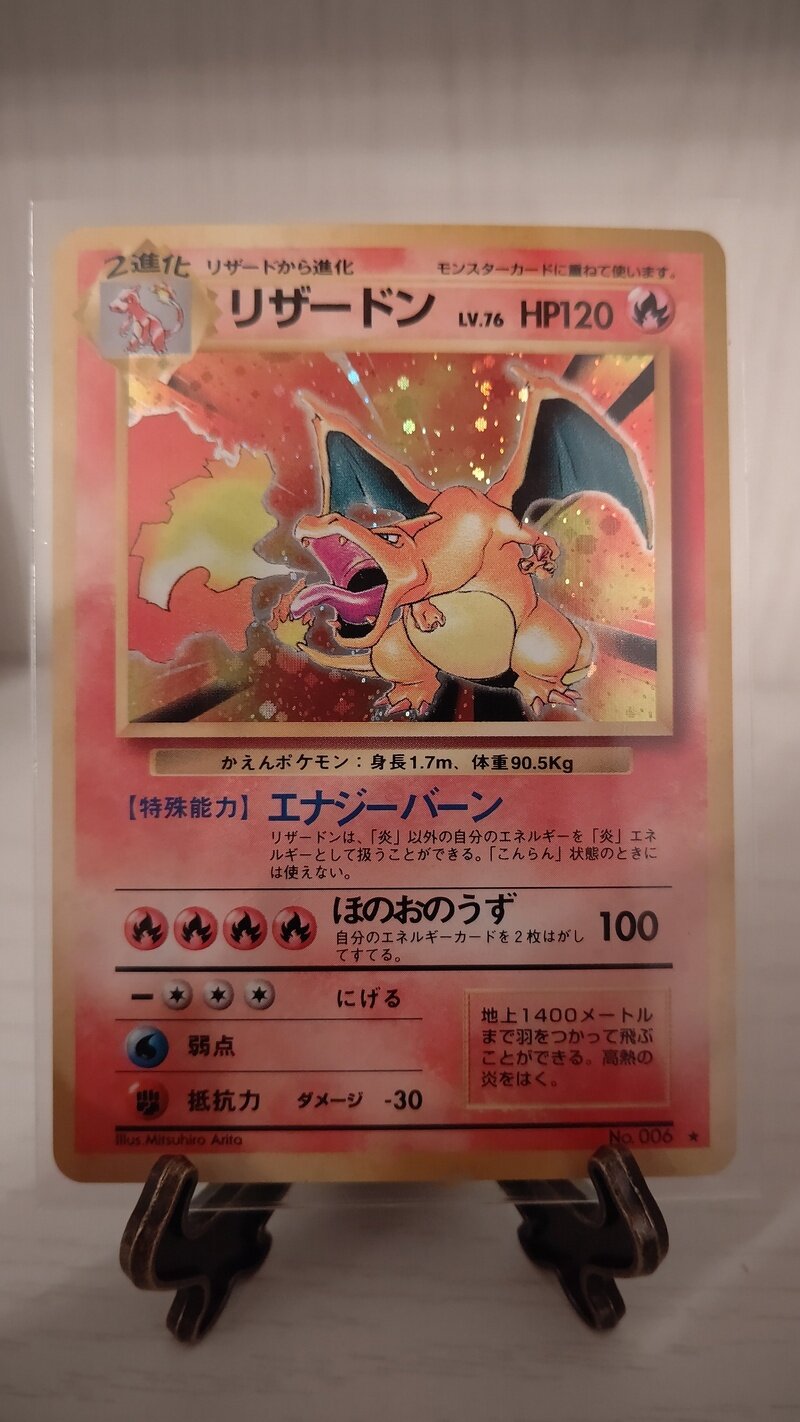 2進化 リザードから進化 モンスターカードに重ねて使います。
リザードン LV.76 HP120
かえんポケモン：身長1.7m、体重90.5Kg
【特殊能力】 エナジーバーン
リザードンは、「炎」以外の自分のエネルギーを「炎」エネ
ルギーとして扱うことができる。「こんらん」状態のときに
は使えない。
ほのおのうず 100
自分のエネルギーカードを2枚はがし
てすてる。
にげる
弱点
抵抗力 ダメージ -30
地上1400メートル
まで羽をつかって飛ぶ
ことができる。高熱の
炎をはく。
Illus.Mitsuhiro Arita No.006 ★